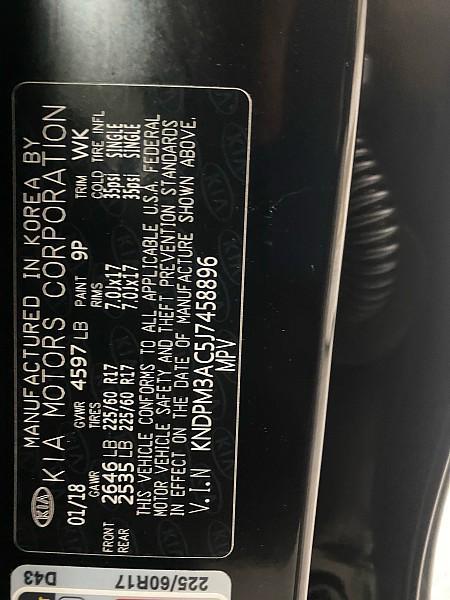 MANUFACTURED IN KOREA BY
KIA KIA MOTORS CORPORATION
01/18 GVWR 4597 LB PAINT 9P TRIM WK
GAWR TIRES RIMS COLD TIRE INFL
FRONT 2646 LB 225/60 R17 7.0Jx17 35psi SINGLE
REAR 2535 LB 225/60 R17 7.0Jx17 35psi SINGLE
THIS VEHICLE CONFORMS TO ALL APPLICABLE U.S.A. FEDERAL
MOTOR VEHICLE SAFETY AND THEFT PREVENTION STANDARDS
IN EFFECT ON THE DATE OF MANUFACTURE SHOWN ABOVE.
V.I.N KNDPM3AC5J7458896
MPV
D43
225/60R17